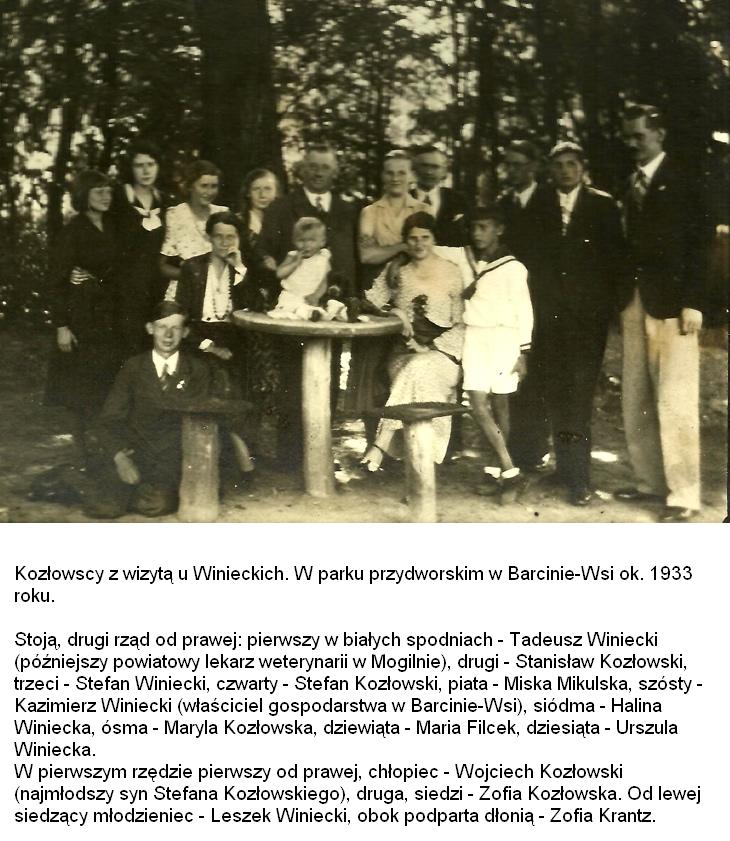 Kozłowscy z wizytą u Winieckich. W parku przydworskim w Barcinie-Wsi ok. 1933
roku.
Stoją, drugi rząd od prawej: pierwszy w białych spodniach - Tadeusz Winiecki
(późniejszy powiatowy lekarz weterynarii w Mogilnie), drugi - Stanisław Kozłowski,
trzeci - Stefan Winiecki, czwarty - Stefan Kozłowski, piata - Miska Mikulska, szósty -
Kazimierz Winiecki (właściciel gospodarstwa w Barcinie-Wsi), siódma - Halina
Winiecka, ósma - Maryla Kozłowska, dziewiąta - Maria Filcek, dziesiąta - Urszula
Winiecka.
W pierwszym rzędzie pierwszy od prawej, chłopiec - Wojciech Kozłowski
(najmłodszy syn Stefana Kozłowskiego), druga, siedzi - Zofia Kozłowska. Od lewej
siedzący młodzieniec - Leszek Winiecki, obok podparta dłonią - Zofia Krantz.